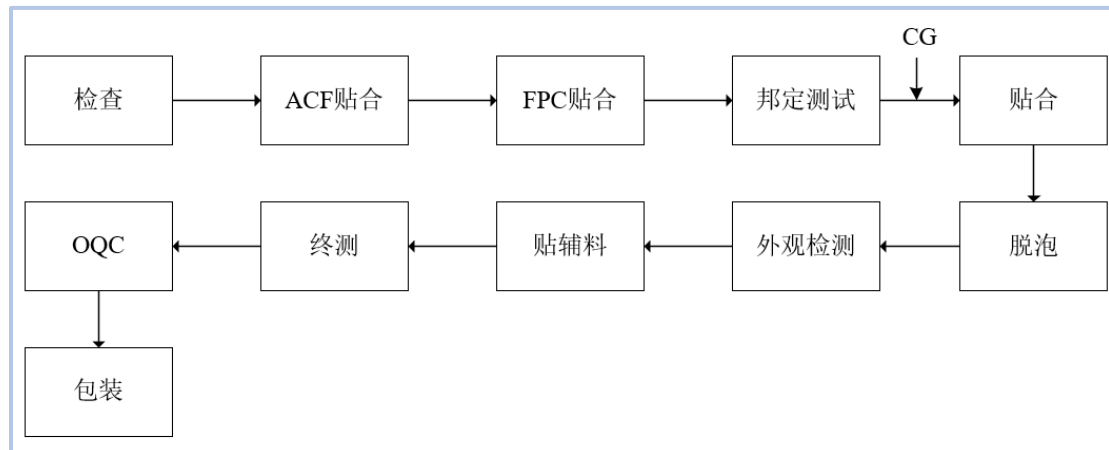 CG
检查
ACF贴合
FPC贴合
邦定测试
贴合
脱泡
外观检测
贴辅料
终测
OQC
包装